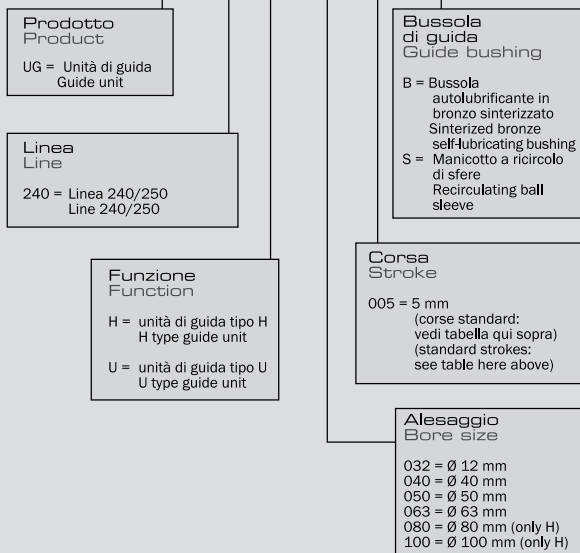 Prodotto
Product
UG = Unità di guida
Guide unit
Linea
Line
240 = Linea 240/250
Line 240/250
Funzione
Function
H = unità di guida tipo H
H type guide unit
U = unità di guida tipo U
U type guide unit
Bussola
di guida
Guide bushing
B = Bussola
autolubrificante in
bronzo sinterizzato
Sinterized bronze
self-lubricating bushing
S = Manicotto a ricircolo
di sfere
Recirculating ball
sleeve
Corsa
Stroke
005 = 5 mm
(corse standard:
vedi tabella qui sopra)
(standard strokes:
see table here above)
Alesaggio
Bore size
032 = Ø 12 mm
040 = Ø 40 mm
050 = Ø 50 mm
063 = Ø 63 mm
080 = Ø 80 mm (only H)
100 = Ø 100 mm (only H)